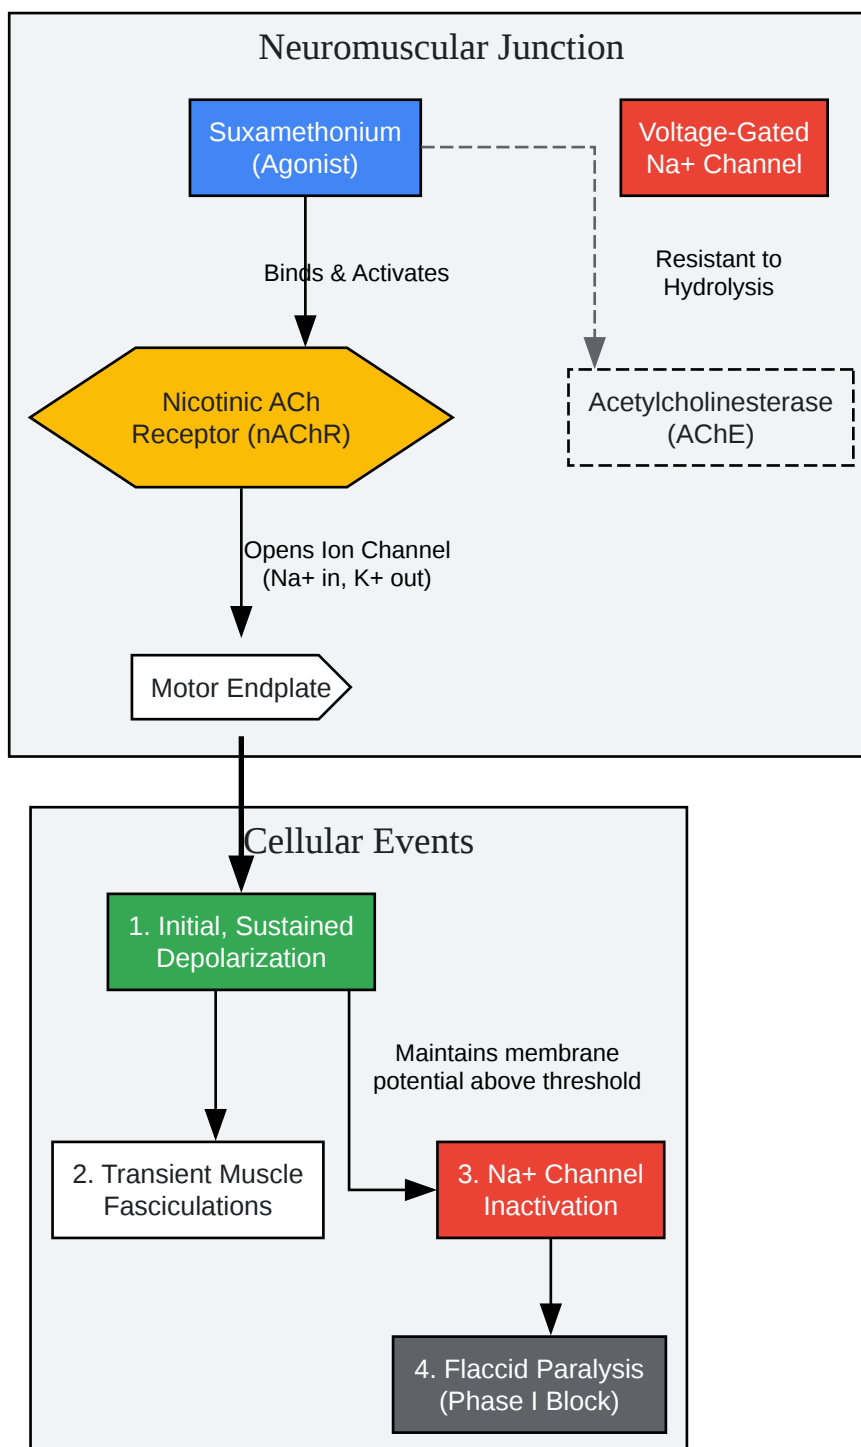 Neuromuscular Junction
Suxamethonium
(Agonist)
Voltage-Gated
Na+ Channel
Binds & Activates
Resistant to
Hydrolysis
Nicotinic ACh
Receptor (nAChR)
Acetylcholinesterase
(AChE)
Opens Ion Channel
(Na+ in, K+ out)
Motor Endplate
Cellular Events
1. Initial, Sustained
Depolarization
Maintains membrane
potential above threshold
2. Transient Muscle
Fasciculations
3. Na+ Channel
Inactivation
4. Flaccid Paralysis
(Phase I Block)